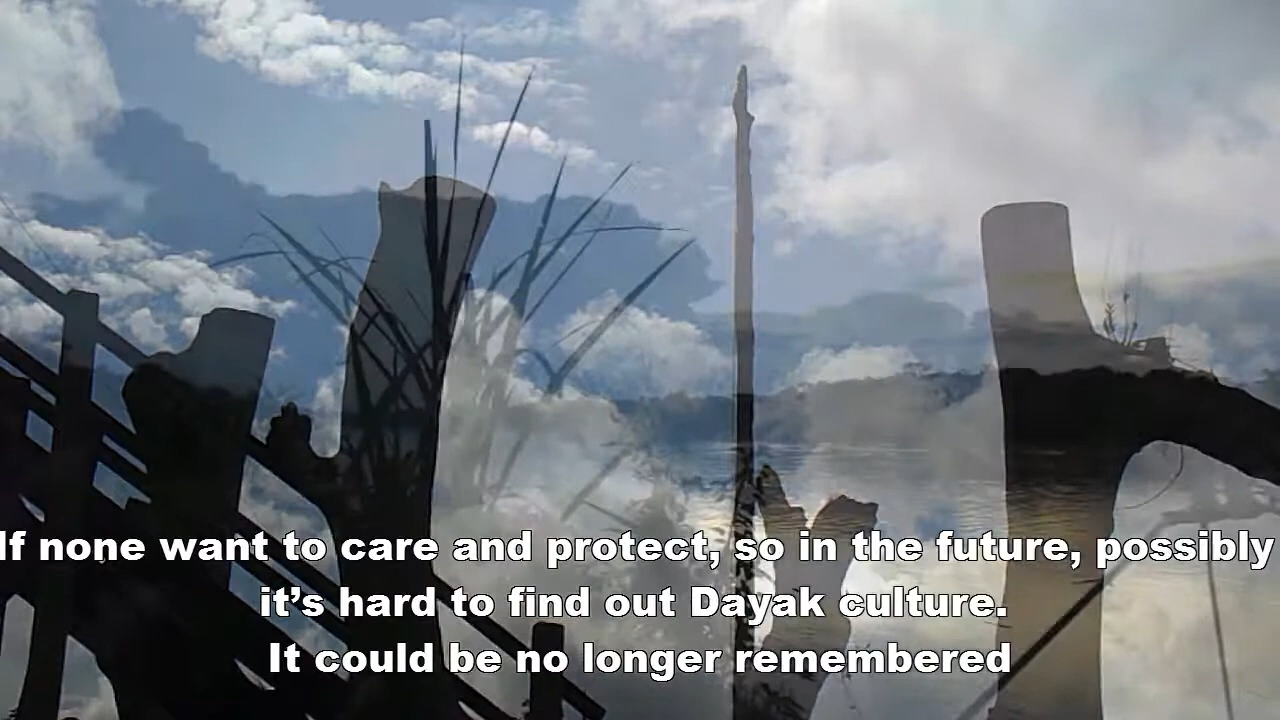 If none want to care and protect, so in the future, possibly
it’s hard to find out Dayak culture.
It could be no longer remembered